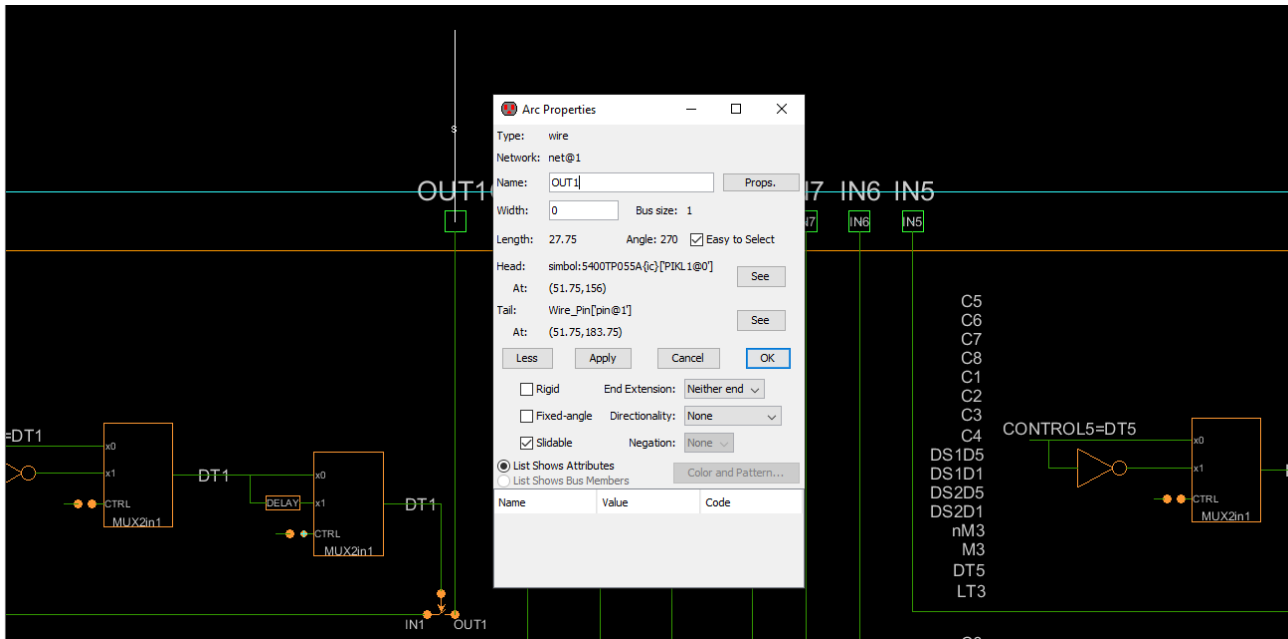 Arc Properties
Type: wire
Network: net@1
Name: OUT1 Props.
Width: 0 Bus size: 1
Length: 27.75 Angle: 270 Easy to Select
Head: simbol:5400TP055A{ic}['PIKL1@0'] See
At: (51.75,156)
Tail: Wire_Pin['pin@1'] See
At: (51.75,183.75)
Less Apply Cancel OK
Rigid End Extension: Neither end
Fixed-angle Directionality: None
Slidable Negation: None
List Shows Attributes
List Shows Bus Members
Color and Pattern...
Name Value Code
s
OUT1
IN6 IN5
IN6 IN5
=DT1
x0
x1
CTRL
MUX2in1
DT1
DELAY
x0
x1
CTRL
MUX2in1
DT1
IN1 OUT1
C5
C6
C7
C8
C1
C2
C3
C4
DS1D5
DS1D1
DS2D5
DS2D1
nM3
M3
DT5
LT3
CONTROL5=DT5
x0
x1
CTRL
MUX2in1